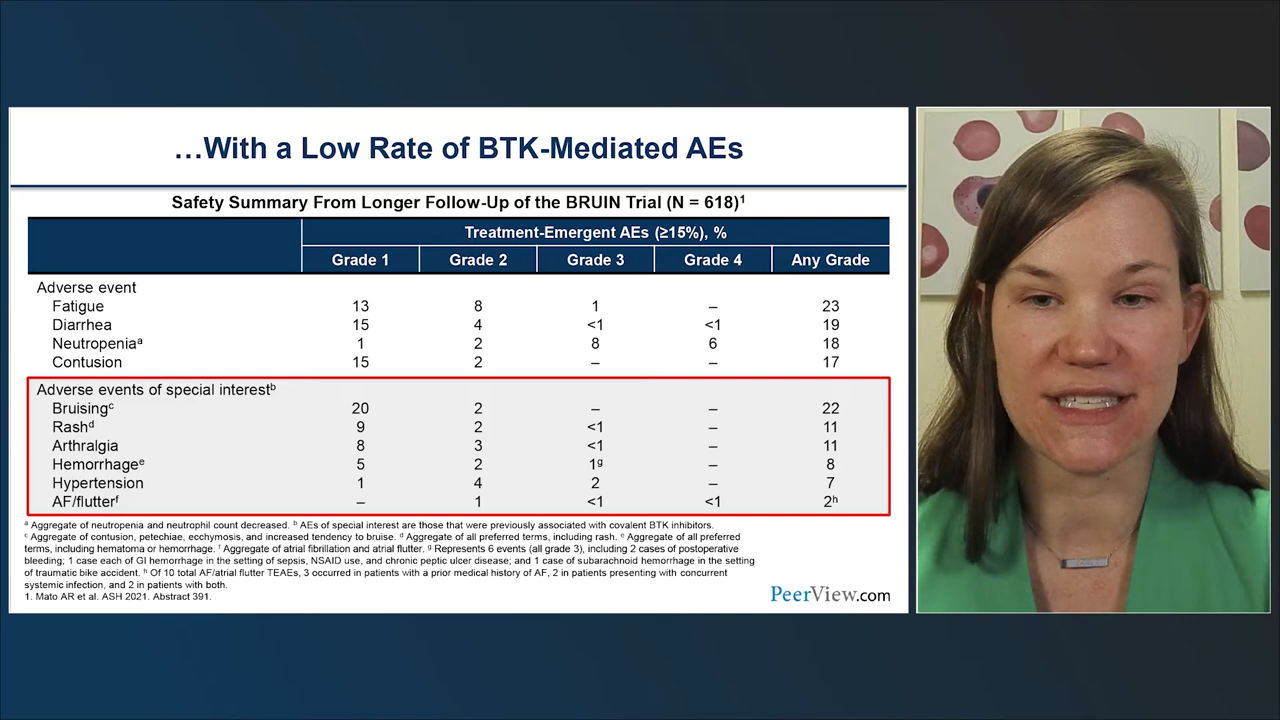 …With a Low Rate of BTK-Mediated AEs
Safety Summary From Longer Follow-Up of the BRUIN Trial (N = 618)¹
Treatment-Emergent AEs (≥15%), %
Grade 1 Grade 2 Grade 3 Grade 4 Any Grade
Adverse event
Fatigue 13 8 1 – 23
Diarrhea 15 4 <1 <1 19
Neutropeniaᵃ 1 2 8 6 18
Contusion 15 2 – – 17
Adverse events of special interestᵇ
Bruisingᶜ 20 2 – – 22
Rashᵈ 9 2 <1 – 11
Arthralgia 8 3 <1 – 11
Hemorrhageᵉ 5 2 1ᵍ – 8
Hypertension 1 4 2 – 7
AF/flutterᶠ – 1 <1 <1 2ʰ
ᵃ Aggregate of neutropenia and neutrophil count decreased. ᵇ AEs of special interest are those that were previously associated with covalent BTK inhibitors.
ᶜ Aggregate of contusion, petechiae, ecchymosis, and increased tendency to bruise. ᵈ Aggregate of all preferred terms, including rash. ᵉ Aggregate of all preferred
terms, including hematoma or hemorrhage. ᶠ Aggregate of atrial fibrillation and atrial flutter. ᵍ Represents 6 events (all grade 3), including 2 cases of postoperative
bleeding; 1 case each of GI hemorrhage in the setting of sepsis, NSAID use, and chronic peptic ulcer disease; and 1 case of subarachnoid hemorrhage in the setting
of traumatic bike accident. ʰ Of 10 total AF/atrial flutter TEAEs, 3 occurred in patients with a prior medical history of AF, 2 in patients presenting with concurrent
systemic infection, and 2 in patients with both.
1. Mato AR et al. ASH 2021. Abstract 391.
PeerView.com